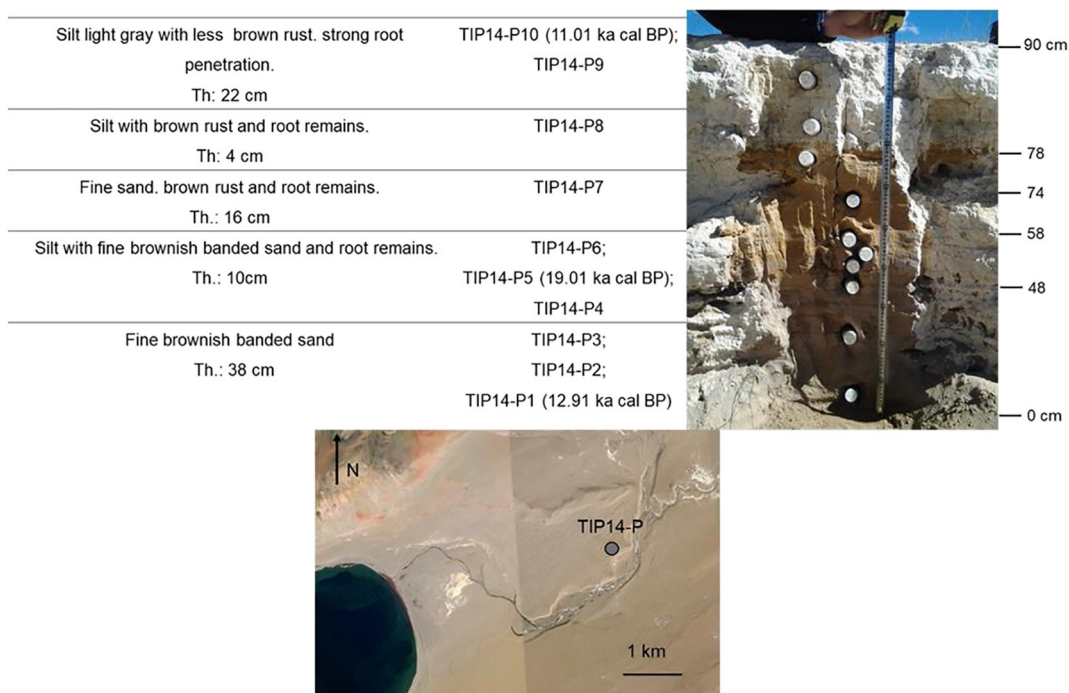 Silt light gray with less brown rust. strong root
penetration.
Th: 22 cm
TIP14-P10 (11.01 ka cal BP);
TIP14-P9
Silt with brown rust and root remains.
Th: 4 cm
TIP14-P8
Fine sand. brown rust and root remains.
Th.: 16 cm
TIP14-P7
Silt with fine brownish banded sand and root remains.
Th.: 10cm
TIP14-P6;
TIP14-P5 (19.01 ka cal BP);
TIP14-P4
Fine brownish banded sand
Th.: 38 cm
TIP14-P3;
TIP14-P2;
TIP14-P1 (12.91 ka cal BP)
90 cm
78
74
58
48
0 cm
N
TIP14-P
1 km